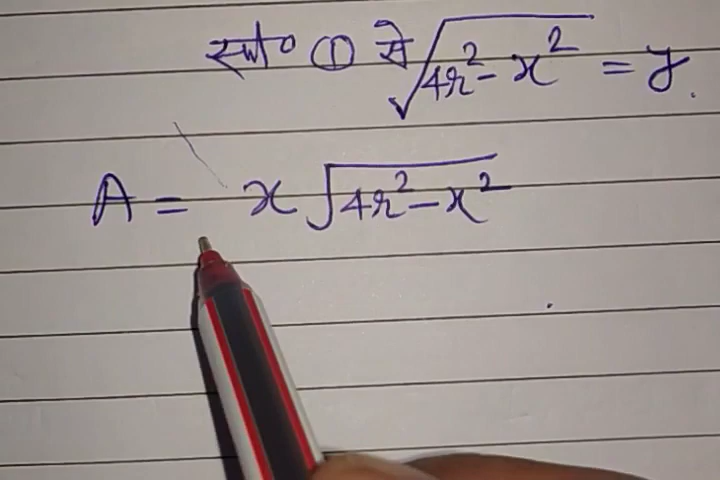 समी० ① से √(4r²-x²) = y.
A = x √(4r²-x²)